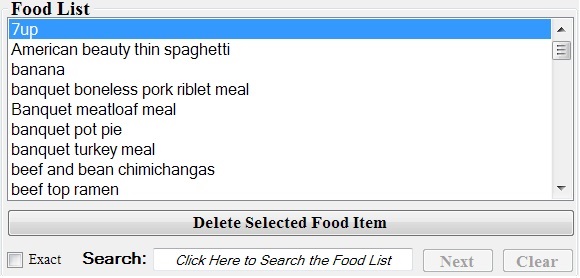 Food List
7up
American beauty thin spaghetti
banana
banquet boneless pork riblet meal
Banquet meatloaf meal
banquet pot pie
banquet turkey meal
beef and bean chimichangas
beef top ramen
Delete Selected Food Item
Exact Search: Click Here to Search the Food List Next Clear